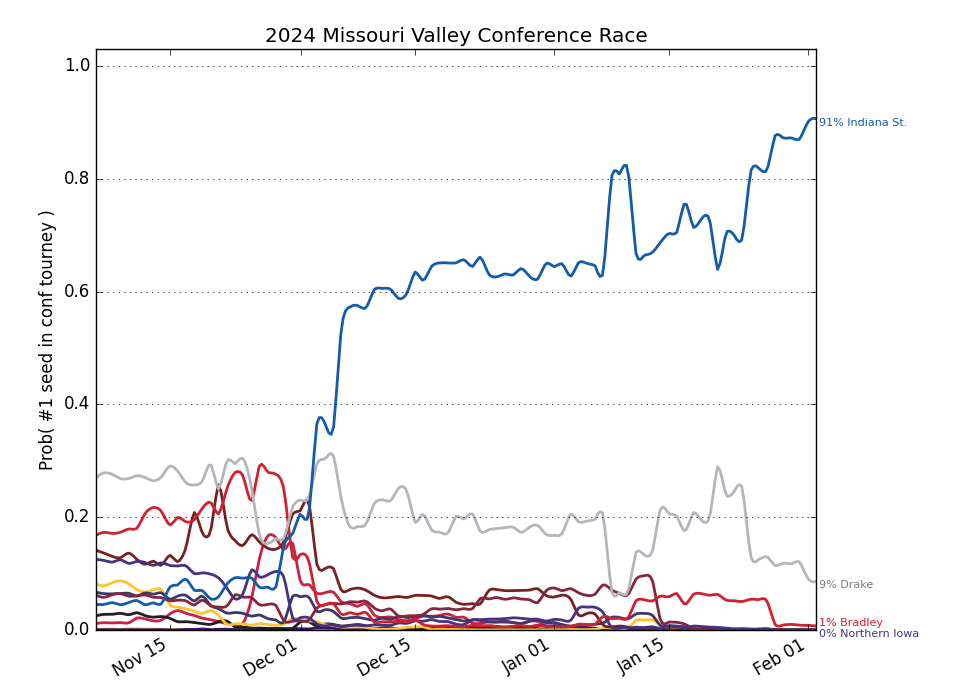 2024 Missouri Valley Conference Race
Prob( #1 seed in conf tourney )
1.0
0.8
0.6
0.4
0.2
0.0
91% Indiana St.
9% Drake
1% Bradley
0% Northern Iowa
Nov 15
Dec 01
Dec 15
Jan 01
Jan 15
Feb 01